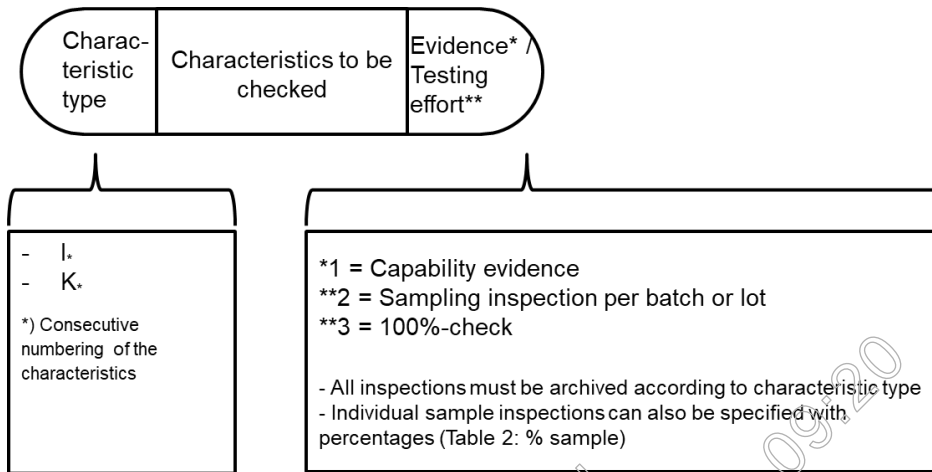 Charac-
teristic
type
Characteristics to be
checked
Evidence* /
Testing
effort**
- I*
- K*
*) Consecutive
numbering of the
characteristics
*1 = Capability evidence
**2 = Sampling inspection per batch or lot
**3 = 100%-check
- All inspections must be archived according to characteristic type
- Individual sample inspections can also be specified with
percentages (Table 2: % sample)
09:20